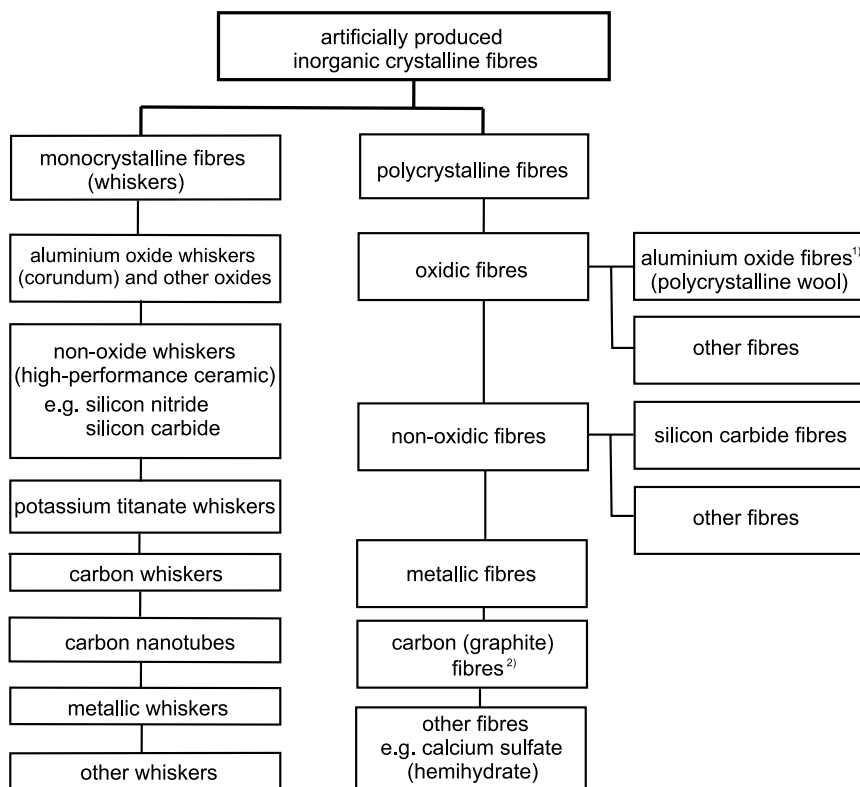 artificially produced
inorganic crystalline fibres
monocrystalline fibres
(whiskers)
aluminium oxide whiskers
(corundum) and other oxides
non-oxide whiskers
(high-performance ceramic)
e.g. silicon nitride
silicon carbide
potassium titanate whiskers
carbon whiskers
carbon nanotubes
metallic whiskers
other whiskers
polycrystalline fibres
oxidic fibres
aluminium oxide fibres1)
(polycrystalline wool)
other fibres
non-oxidic fibres
silicon carbide fibres
other fibres
metallic fibres
carbon (graphite)
fibres2)
other fibres
e.g. calcium sulfate
(hemihydrate)